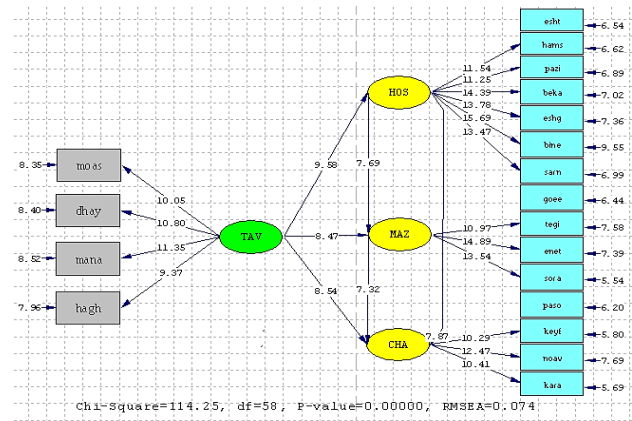 esht 6.54
hams 6.62
11.54
pazi 6.89
11.25
HOS 14.39 beka 7.02
13.78
eshg 7.36
15.69
13.47
bine 9.55
8.35 moas 9.58 7.69
sarn 6.99
10.05
goee 6.44
8.40 dhay 10.80
tegi 7.58
10.97
TAV 8.47 MAZ 14.89
enet 7.39
11.35
13.54
8.52 mana
9.37
sora 5.54
8.54 7.32
7.96 hagh
paso 6.20
7.87 10.29 keyf 5.80
CHA 12.47 noav 7.69
10.41
kara 5.69
Chi-Square=114.25, df=58, P-value=0.00000, RMSEA=0.074